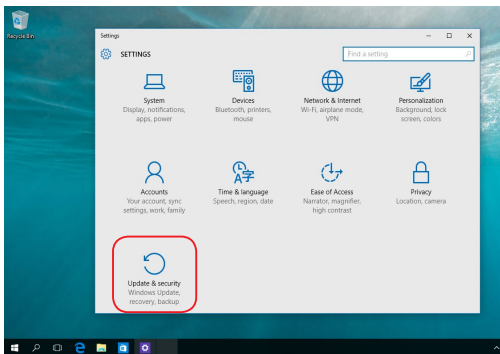 Recycle Bin
Settings
SETTINGS
Find a setting
System
Display, notifications,
apps, power
Devices
Bluetooth, printers,
mouse
Network & Internet
Wi-Fi, airplane mode,
VPN
Personalization
Background, lock
screen, colors
Accounts
Your account, sync
settings, work, family
Time & language
Speech, region, date
Ease of Access
Narrator, magnifier,
high contrast
Privacy
Location, camera
Update & security
Windows Update,
recovery, backup